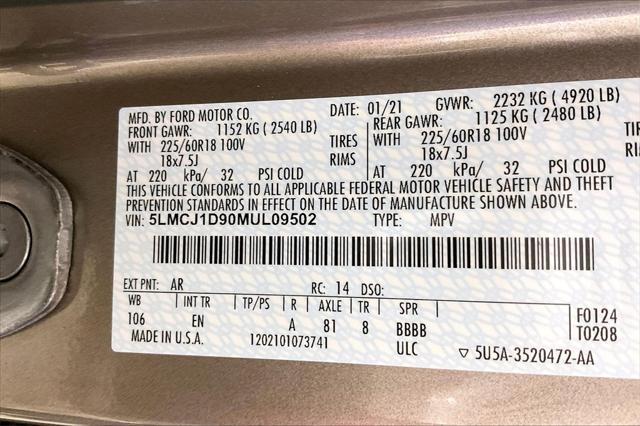 MFD. BY FORD MOTOR CO. DATE: 01/21 GVWR: 2232 KG ( 4920 LB)
FRONT GAWR: 1152 KG ( 2540 LB) REAR GAWR: 1125 KG ( 2480 LB)
WITH 225/60R18 100V TIRES WITH 225/60R18 100V TIRES
18x7.5J RIMS 18x7.5J RIMS
AT 220 kPa/ 32 PSI COLD AT 220 kPa/ 32 PSI COLD
THIS VEHICLE CONFORMS TO ALL APPLICABLE FEDERAL MOTOR VEHICLE SAFETY AND THEFT
PREVENTION STANDARDS IN EFFECT ON THE DATE OF MANUFACTURE SHOWN ABOVE.
VIN: 5LMCJ1D90MUL09502 TYPE: MPV
EXT PNT: AR RC: 14 DSO:
WB INT TR TP/PS R AXLE TR SPR F0124
106 EN A 81 8 BBBB T0208
MADE IN U.S.A. 1202101073741 ULC ▽ 5U5A-3520472-AA